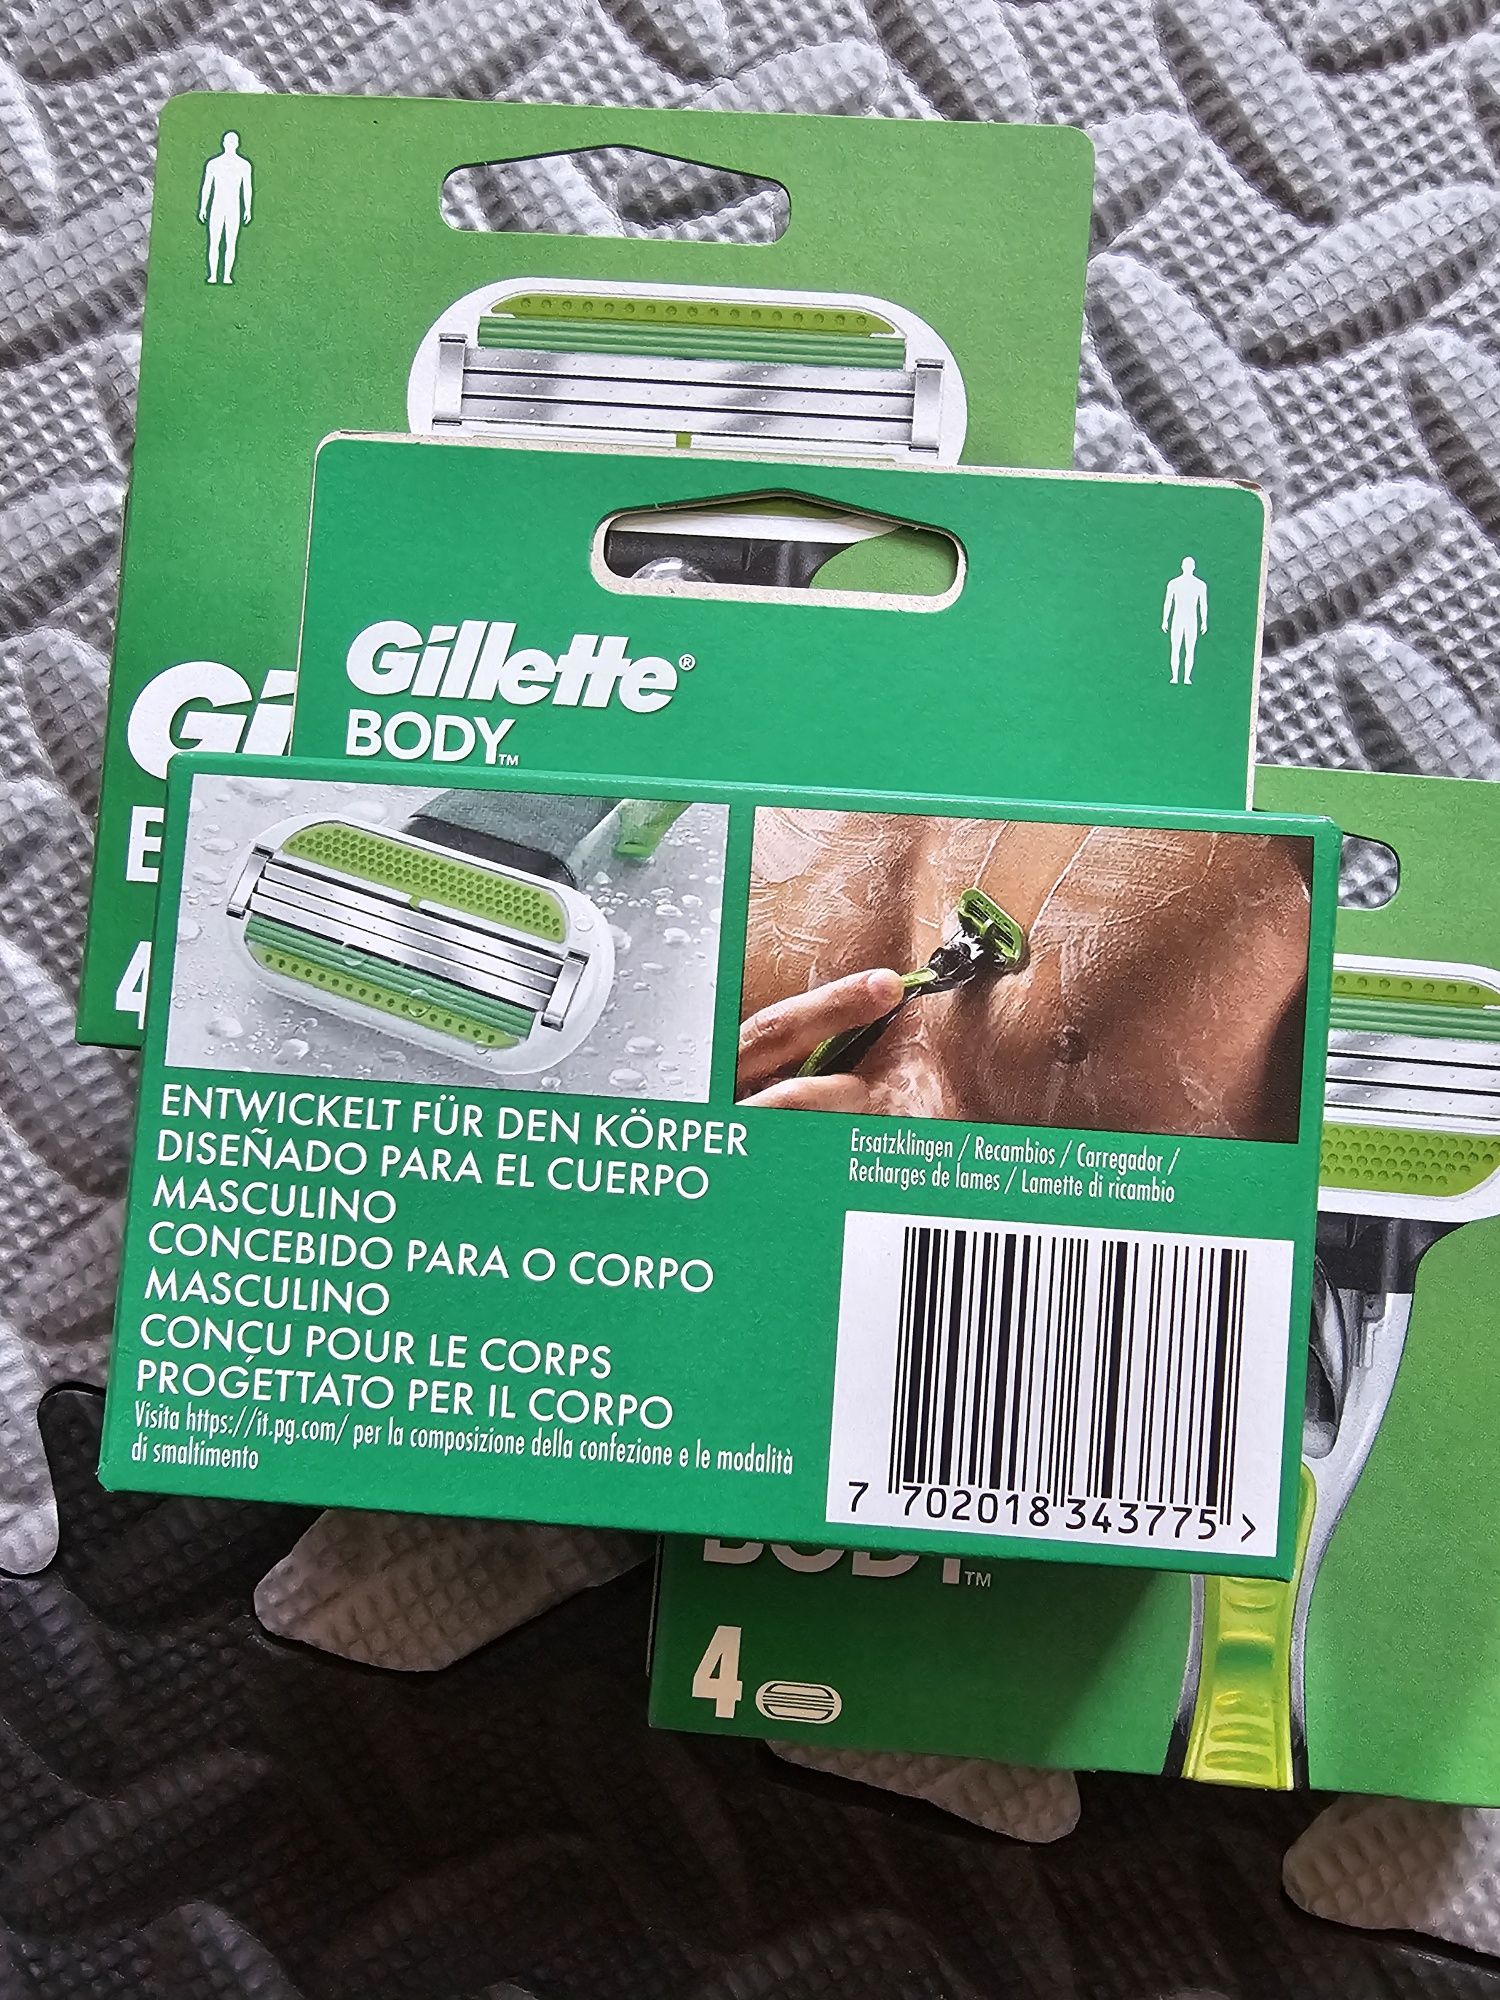 Gillette®
BODY™
ENTWICKELT FÜR DEN KÖRPER
DISEÑADO PARA EL CUERPO
MASCULINO
CONCEBIDO PARA O CORPO
MASCULINO
CONÇU POUR LE CORPS
PROGETTATO PER IL CORPO
Visita https://it.pg.com/ per la composizione della confezione e le modalità
di smaltimento
Ersatzklingen / Recambios / Carregador /
Recharges de lames / Lamette di ricambio
7 702018 343775 >
BODY™
4
4